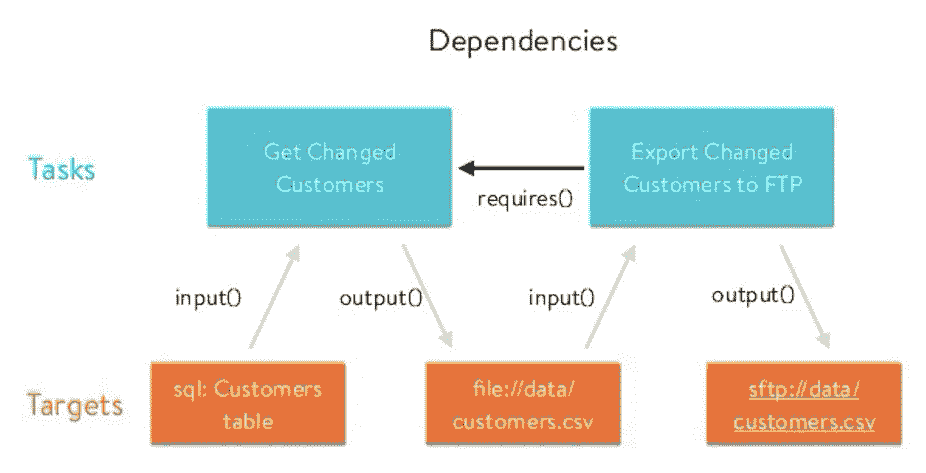 Dependencies
Tasks
Get Changed
Customers
requires()
Export Changed
Customers to FTP
input()
output()
input()
output()
Targets
sql: Customers
table
file://data/
customers.csv
sftp://data/
customers.csv